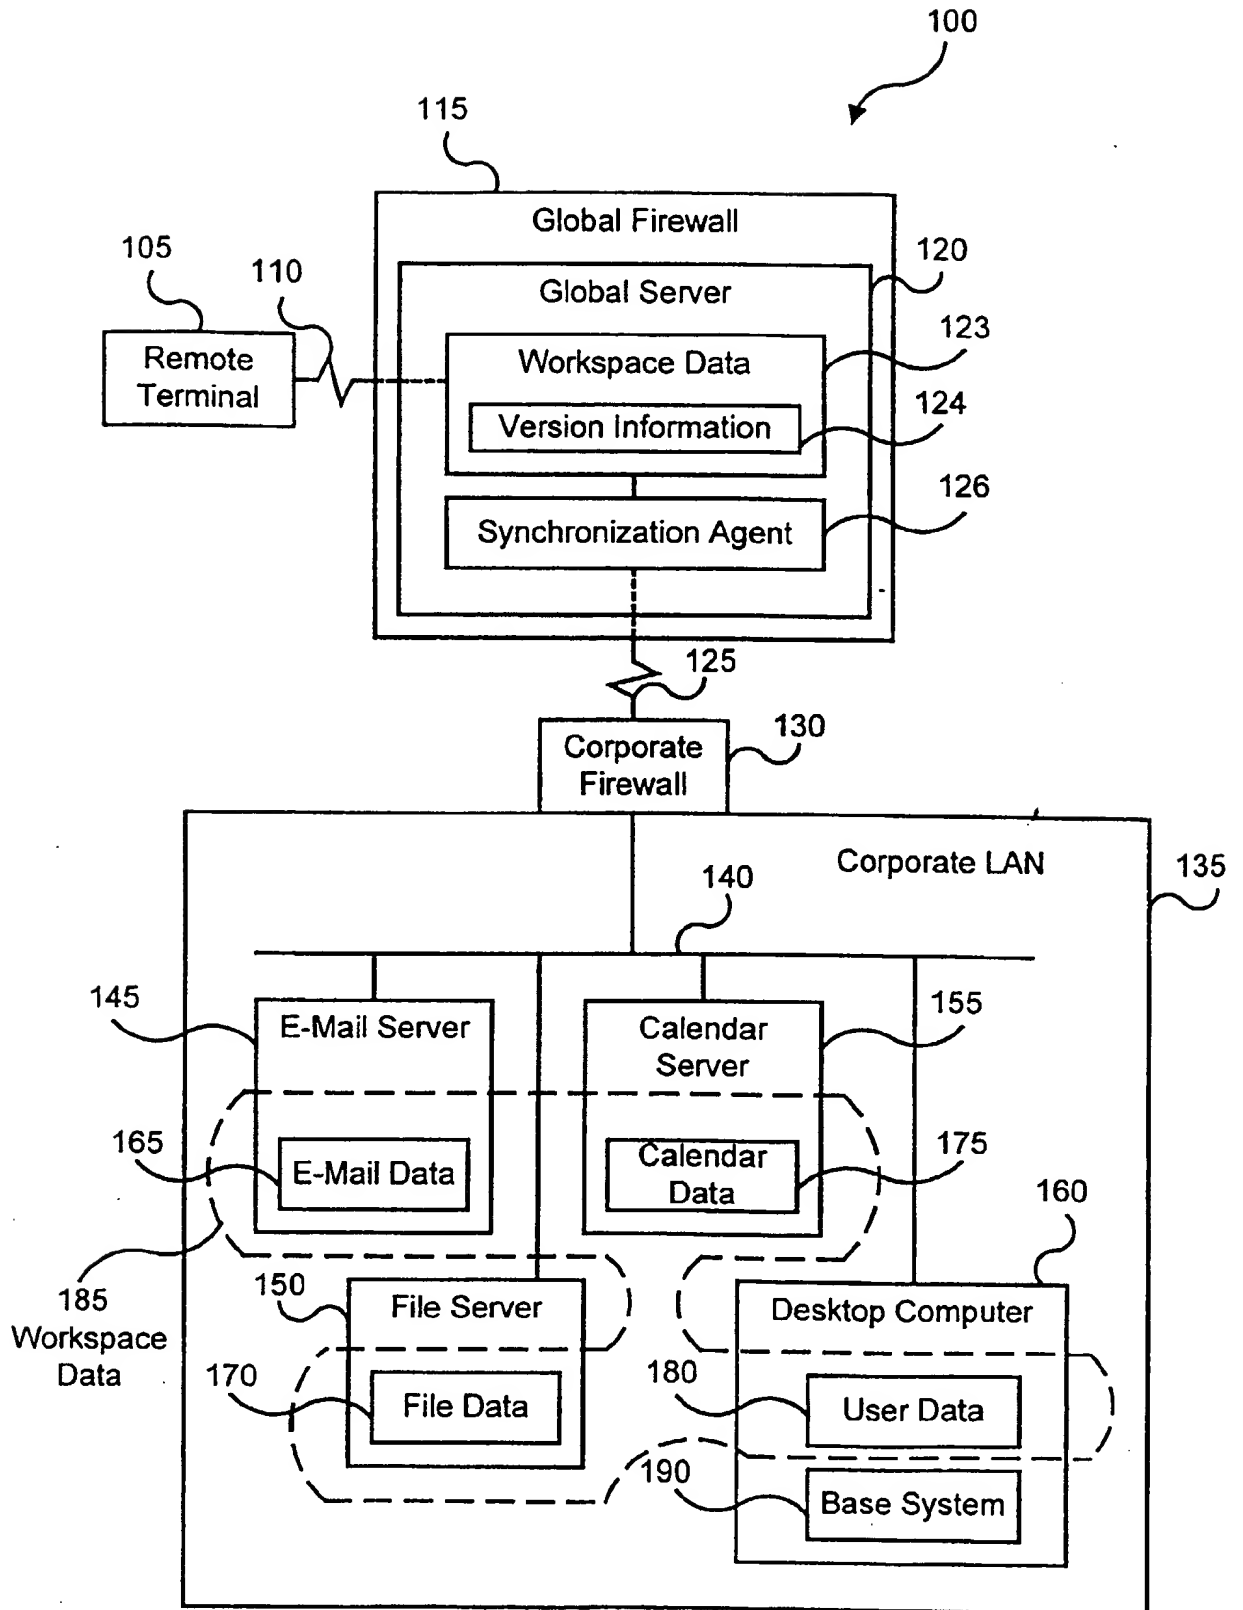 100
115
Global Firewall
105
110
120
Global Server
123
Remote
Terminal
Workspace Data
124
Version Information
126
Synchronization Agent
125
130
Corporate
Firewall
Corporate LAN
135
140
145
155
E-Mail Server
Calendar
Server
165
175
E-Mail Data
Calendar
Data
160
185
Workspace
Data
150
File Server
Desktop Computer
170
180
File Data
User Data
190
Base System